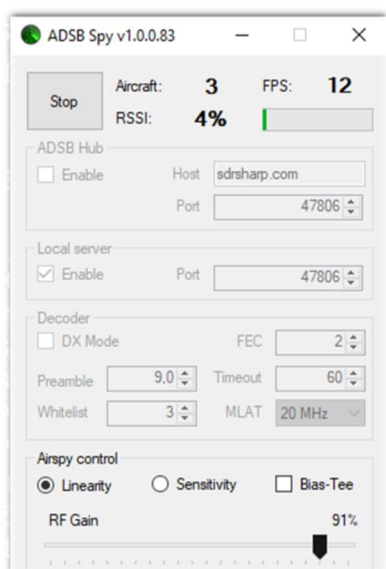 ADSB Spy v1.0.0.83
Stop
Aircraft: 3 FPS: 12
RSSI: 4%
ADSB Hub
Enable Host sdrsharp.com
Port 47806
Local server
Enable Port 47806
Decoder
DX Mode FEC 2
Preamble 9.0 Timeout 60
Whitelist 3 MLAT 20 MHz
Airspy control
Linearity Sensitivity Bias-Tee
RF Gain 91%